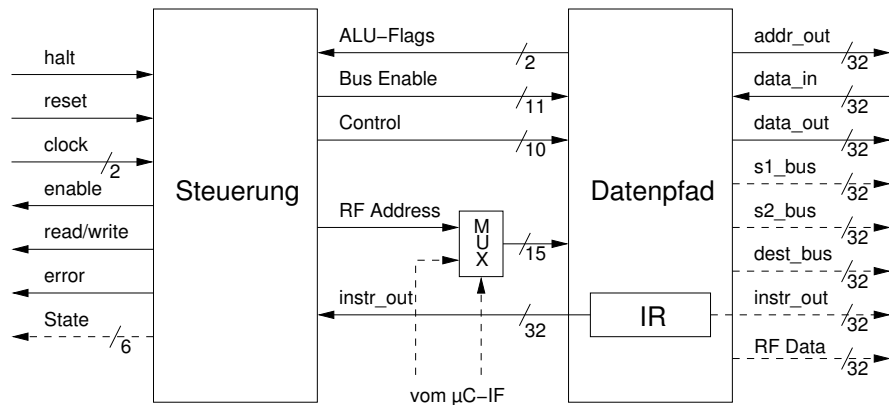 halt
reset
clock
2
enable
read/write
error
State
6
Steuerung
ALU−Flags
2
Bus Enable
11
Control
10
RF Address
MUX
15
instr_out
32
vom µC−IF
Datenpfad
IR
addr_out
32
data_in
32
data_out
32
s1_bus
32
s2_bus
32
dest_bus
32
instr_out
32
RF Data
32